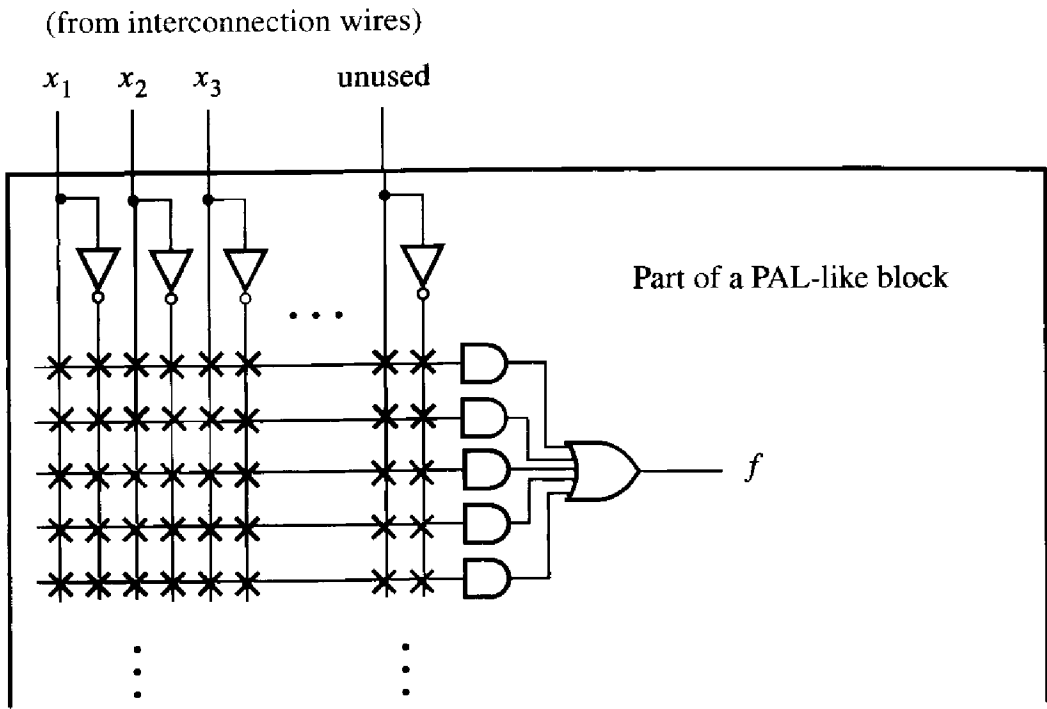 (from interconnection wires)
x₁ x₂ x₃ unused
Part of a PAL-like block
f